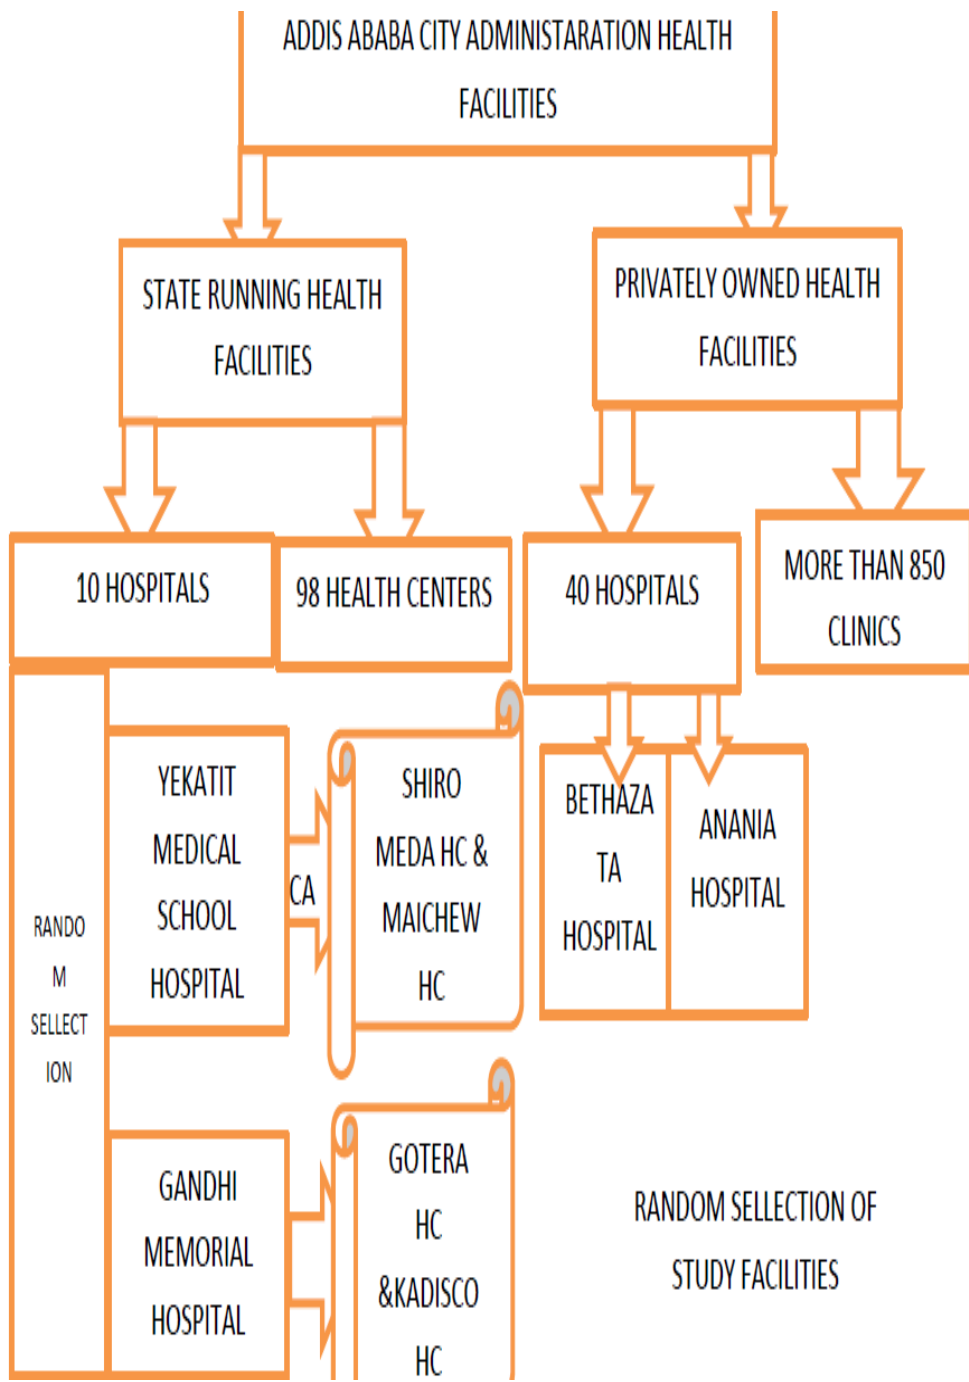 ADDIS ABABA CITY ADMINISTARATION HEALTH
FACILITIES
STATE RUNNING HEALTH
FACILITIES
PRIVATELY OWNED HEALTH
FACILITIES
10 HOSPITALS
98 HEALTH CENTERS
40 HOSPITALS
MORE THAN 850
CLINICS
RANDO
M
SELLECT
ION
YEKATIT
MEDICAL
SCHOOL
HOSPITAL
CA
SHIRO
MEDA HC &
MAICHEW
HC
BETHAZA
TA
HOSPITAL
ANANIA
HOSPITAL
GANDHI
MEMORIAL
HOSPITAL
GOTERA
HC
&KADISCO
HC
RANDOM SELLECTION OF
STUDY FACILITIES